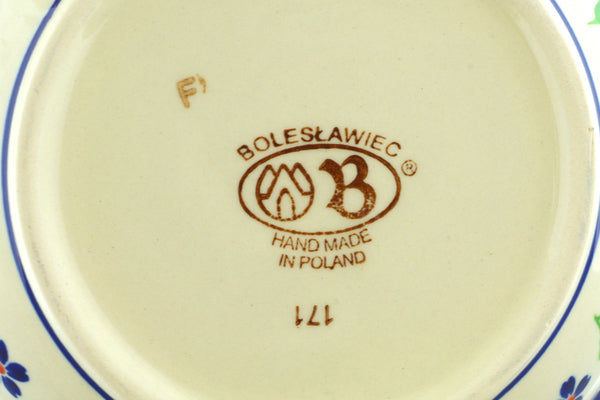 F
BOLESŁAWIEC
B ®
HAND MADE
IN POLAND
171